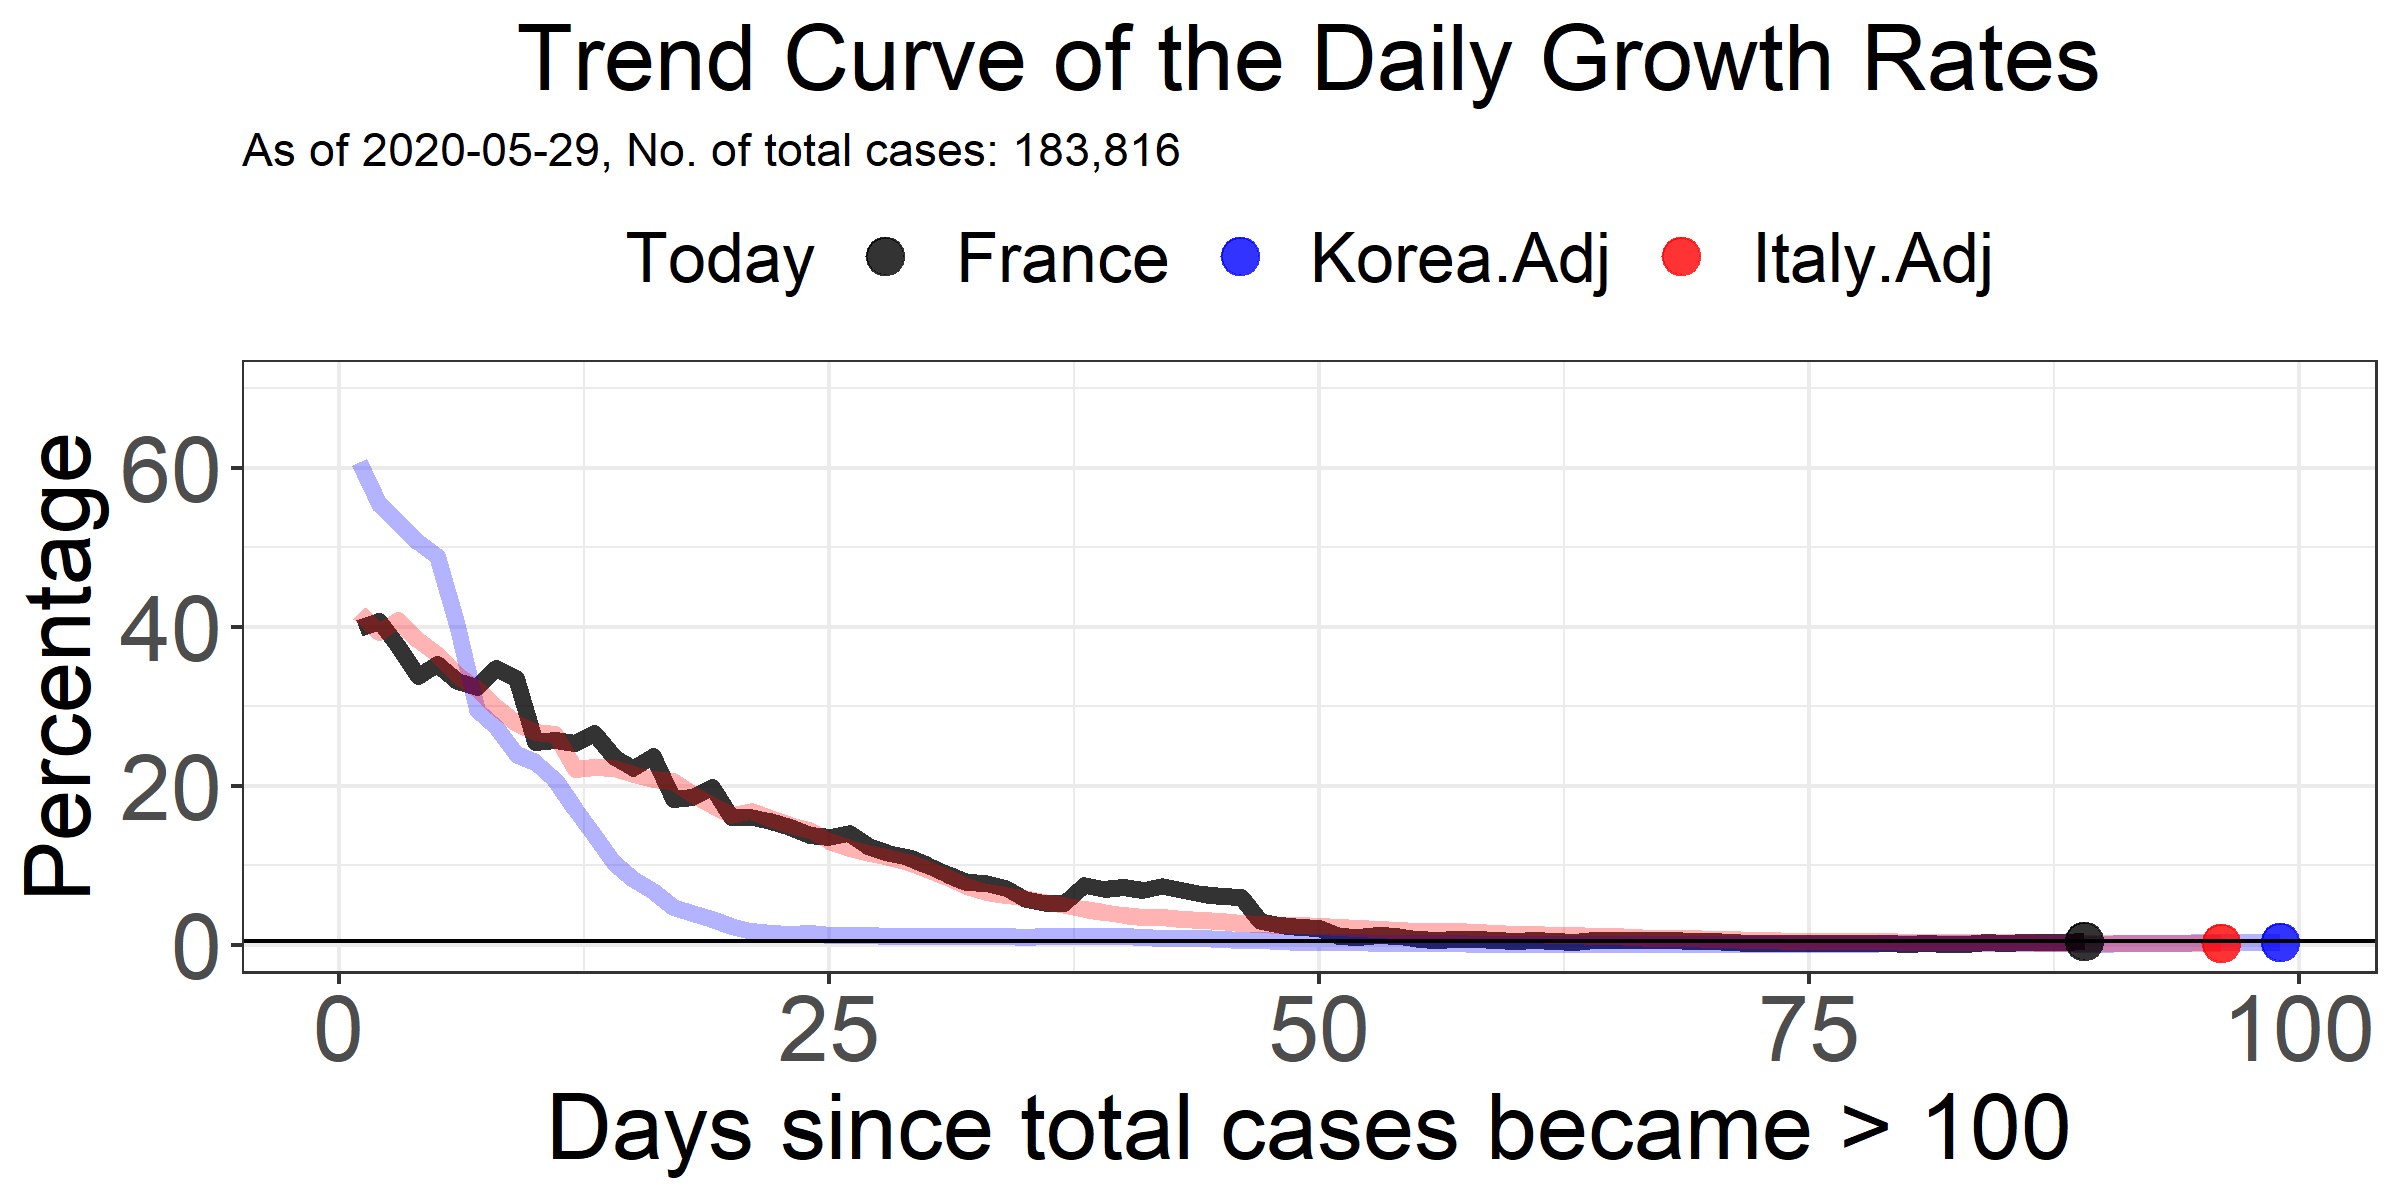 Trend Curve of the Daily Growth Rates
As of 2020-05-29, No. of total cases: 183,816
Today France Korea.Adj Italy.Adj
Percentage
60
40
20
0
0 25 50 75 100
Days since total cases became > 100